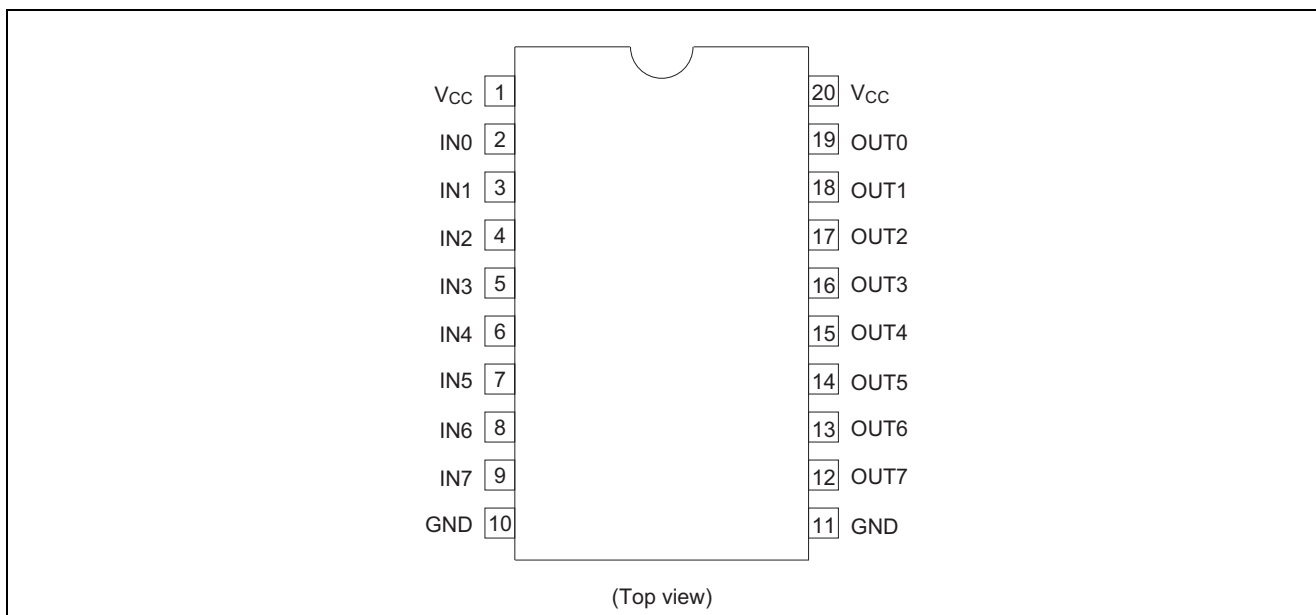 VCC 1 20 VCC
IN0 2 19 OUT0
IN1 3 18 OUT1
IN2 4 17 OUT2
IN3 5 16 OUT3
IN4 6 15 OUT4
IN5 7 14 OUT5
IN6 8 13 OUT6
IN7 9 12 OUT7
GND 10 11 GND
(Top view)